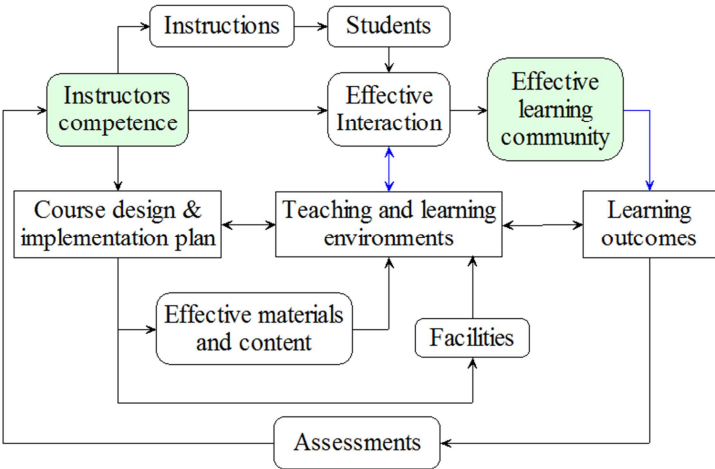 Instructions
Students
Instructors
competence
Effective
Interaction
Effective
learning
community
Course design &
implementation plan
Teaching and learning
environments
Learning
outcomes
Effective materials
and content
Facilities
Assessments